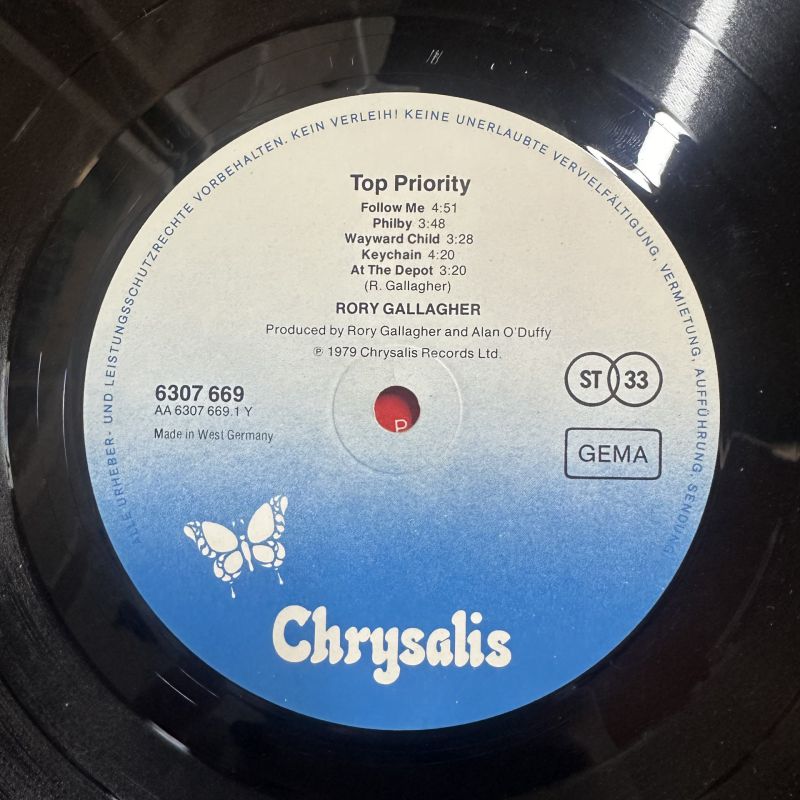 ALLE URHEBER- UND LEISTUNGSSCHUTZRECHTE VORBEHALTEN. KEIN VERLEIH! KEINE UNERLAUBTE VERVIELFÄLTIGUNG, VERMIETUNG, AUFFÜHRUNG, SENDUNG!
Top Priority
Follow Me 4:51
Philby 3:48
Wayward Child 3:28
Keychain 4:20
At The Depot 3:20
(R. Gallagher)
RORY GALLAGHER
Produced by Rory Gallagher and Alan O'Duffy
℗ 1979 Chrysalis Records Ltd.
6307 669
AA 6307 669.1 Y
Made in West Germany
ST 33
GEMA
P
Chrysalis